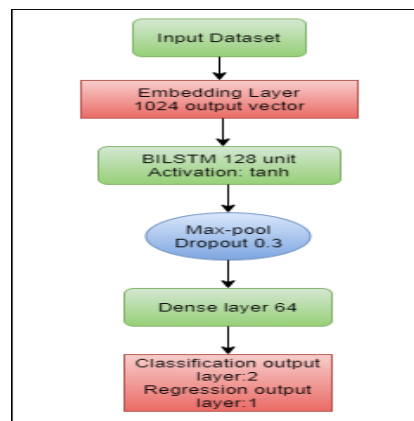 Input Dataset
Embedding Layer
1024 output vector
BILSTM 128 unit
Activation: tanh
Max-pool
Dropout 0.3
Dense layer 64
Classification output
layer:2
Regression output
layer:1